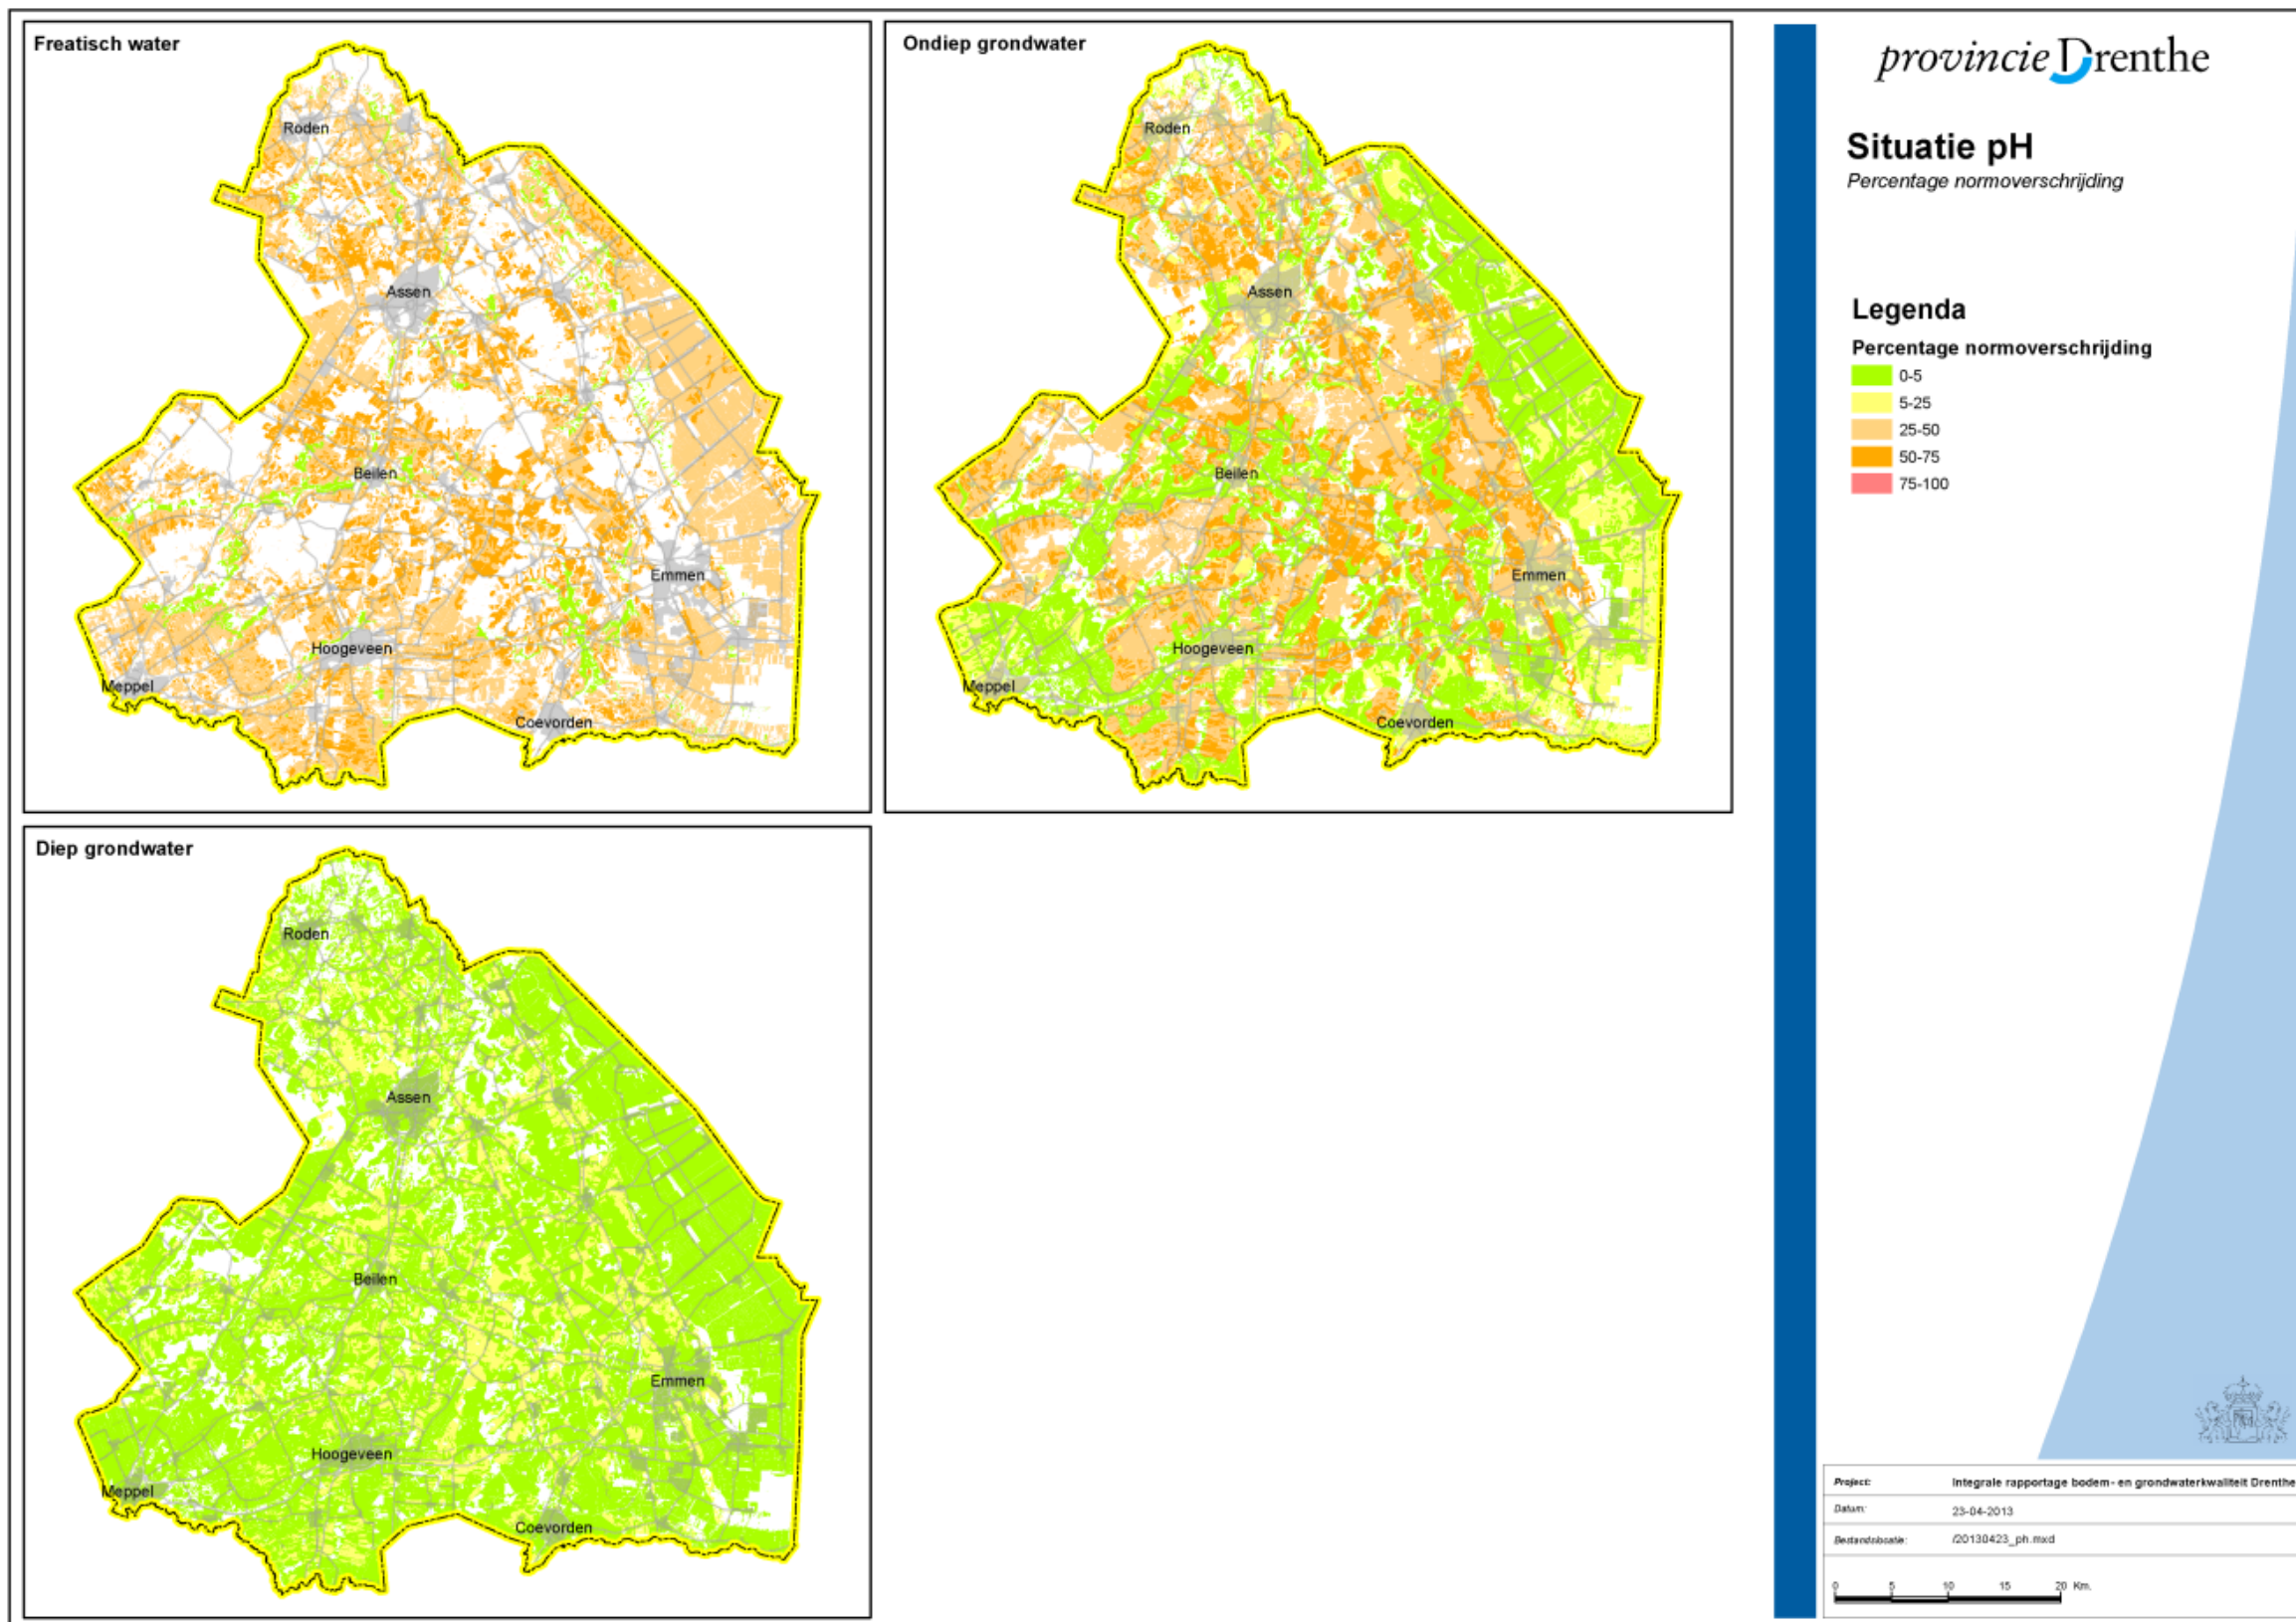 Freatisch water
Roden
Assen
Beilen
Emmen
Hoogeveen
Meppel
Coevorden
Ondiep grondwater
Roden
Assen
Beilen
Emmen
Hoogeveen
Meppel
Coevorden
Diep grondwater
Roden
Assen
Beilen
Emmen
Hoogeveen
Meppel
Coevorden
provincie Drenthe
Situatie pH
Percentage normoverschrijding
Legenda
Percentage normoverschrijding
0-5
5-25
25-50
50-75
75-100
Project: Integrale rapportage bodem- en grondwaterkwaliteit Drenthe
Datum: 23-04-2013
Bestandslocatie: /20130423_ph.mxd
0 5 10 15 20 Km.